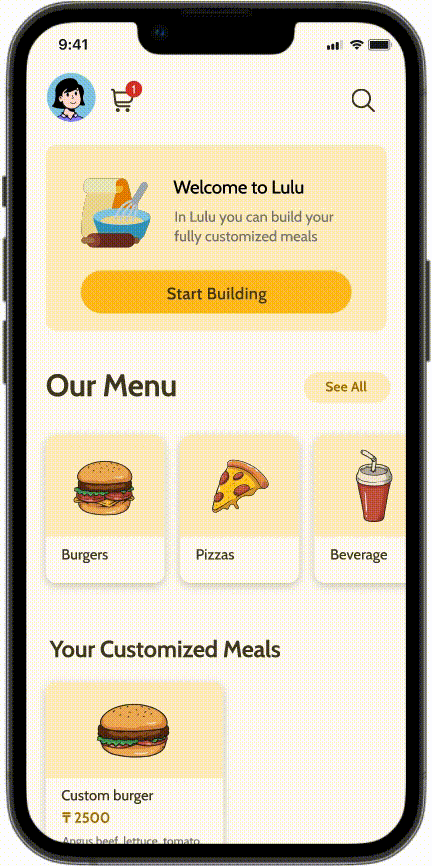 9:41
1
Welcome to Lulu
In Lulu you can build your
fully customized meals
Start Building
Our Menu
See All
Burgers
Pizzas
Beverage
Your Customized Meals
Custom burger
₸ 2500
Angus beef, lettuce, tomato